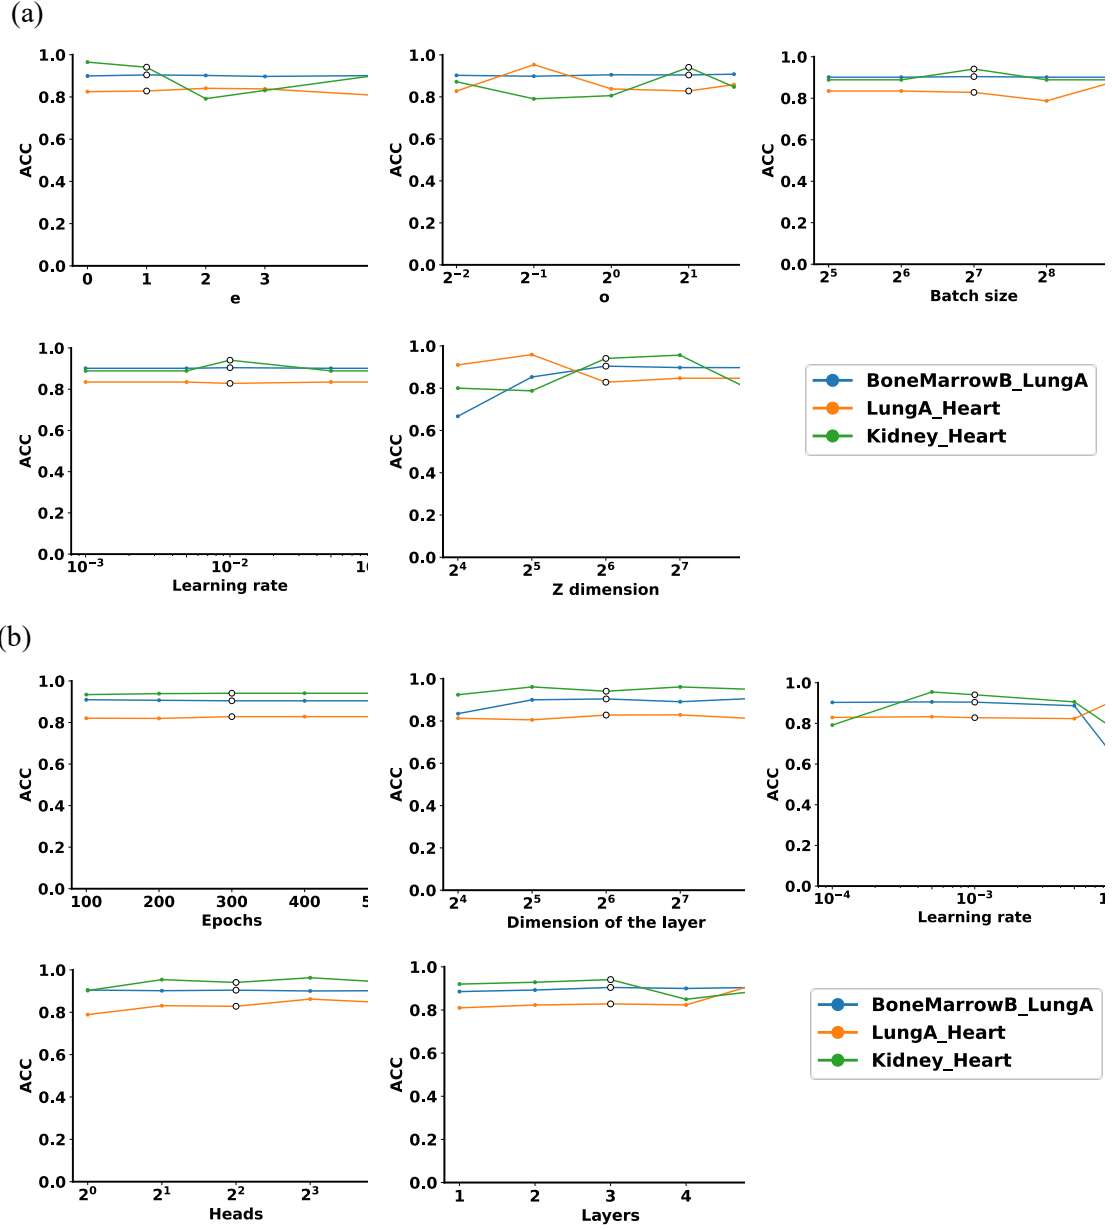 (a)
1.0
0.8
0.6
0.4
0.2
0.0
ACC
0 1 2 3
e
1.0
0.8
0.6
0.4
0.2
0.0
ACC
2⁻² 2⁻¹ 2⁰ 2¹
o
1.0
0.8
0.6
0.4
0.2
0.0
ACC
2⁵ 2⁶ 2⁷ 2⁸
Batch size
1.0
0.8
0.6
0.4
0.2
0.0
ACC
10⁻³ 10⁻²
Learning rate
1.0
0.8
0.6
0.4
0.2
0.0
ACC
2⁴ 2⁵ 2⁶ 2⁷
Z dimension
BoneMarrowB_LungA
LungA_Heart
Kidney_Heart
(b)
1.0
0.8
0.6
0.4
0.2
0.0
ACC
100 200 300 400
Epochs
1.0
0.8
0.6
0.4
0.2
0.0
ACC
2⁴ 2⁵ 2⁶ 2⁷
Dimension of the layer
1.0
0.8
0.6
0.4
0.2
0.0
ACC
10⁻⁴ 10⁻³
Learning rate
1.0
0.8
0.6
0.4
0.2
0.0
ACC
2⁰ 2¹ 2² 2³
Heads
1.0
0.8
0.6
0.4
0.2
0.0
ACC
1 2 3 4
Layers
BoneMarrowB_LungA
LungA_Heart
Kidney_Heart